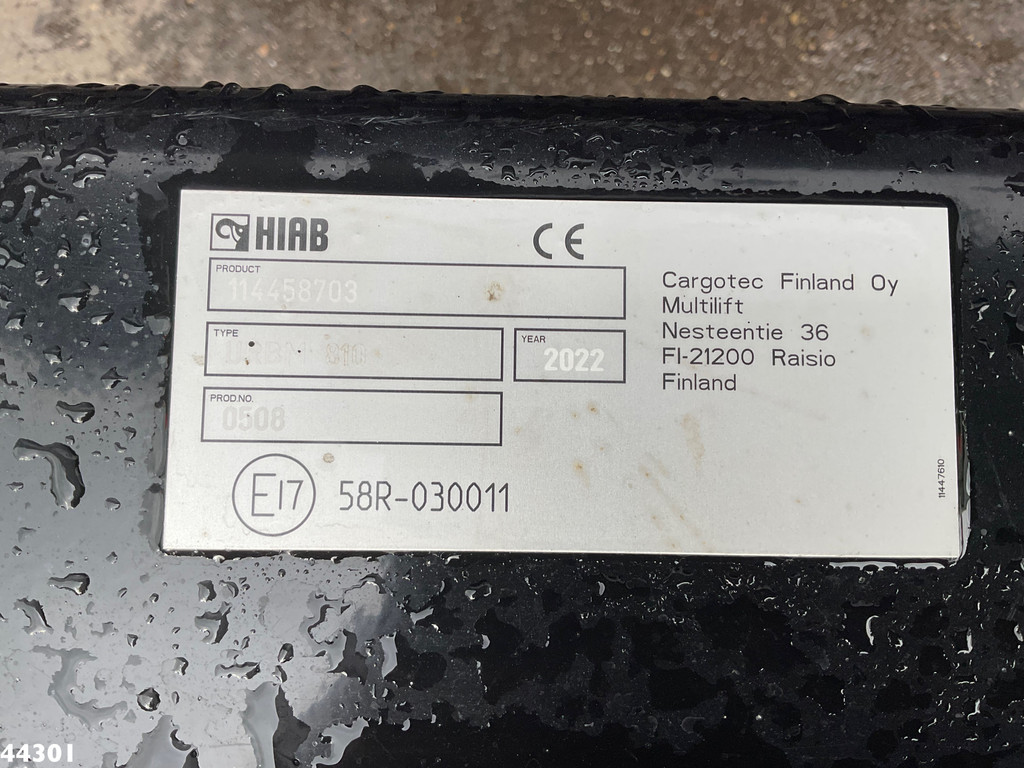 HIAB
CE
PRODUCT
114458703
TYPE
YEAR
2022
PROD.NO.
0508
E17
58R-030011
Cargotec Finland Oy
Multilift
Nesteentie 36
FI-21200 Raisio
Finland
11447610
44301